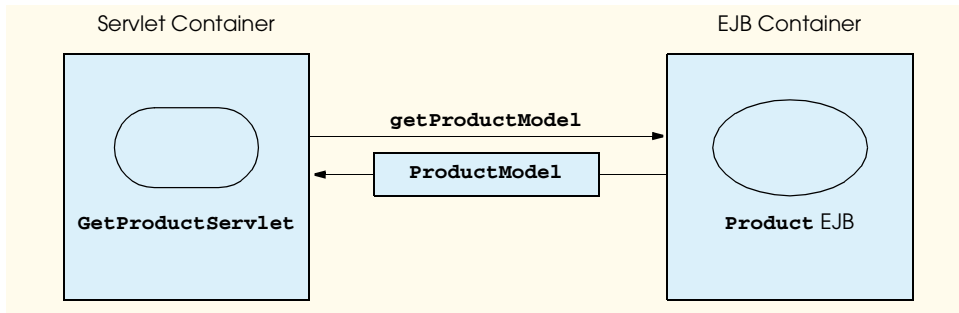 Servlet Container
EJB Container
getProductModel
ProductModel
GetProductServlet
Product EJB